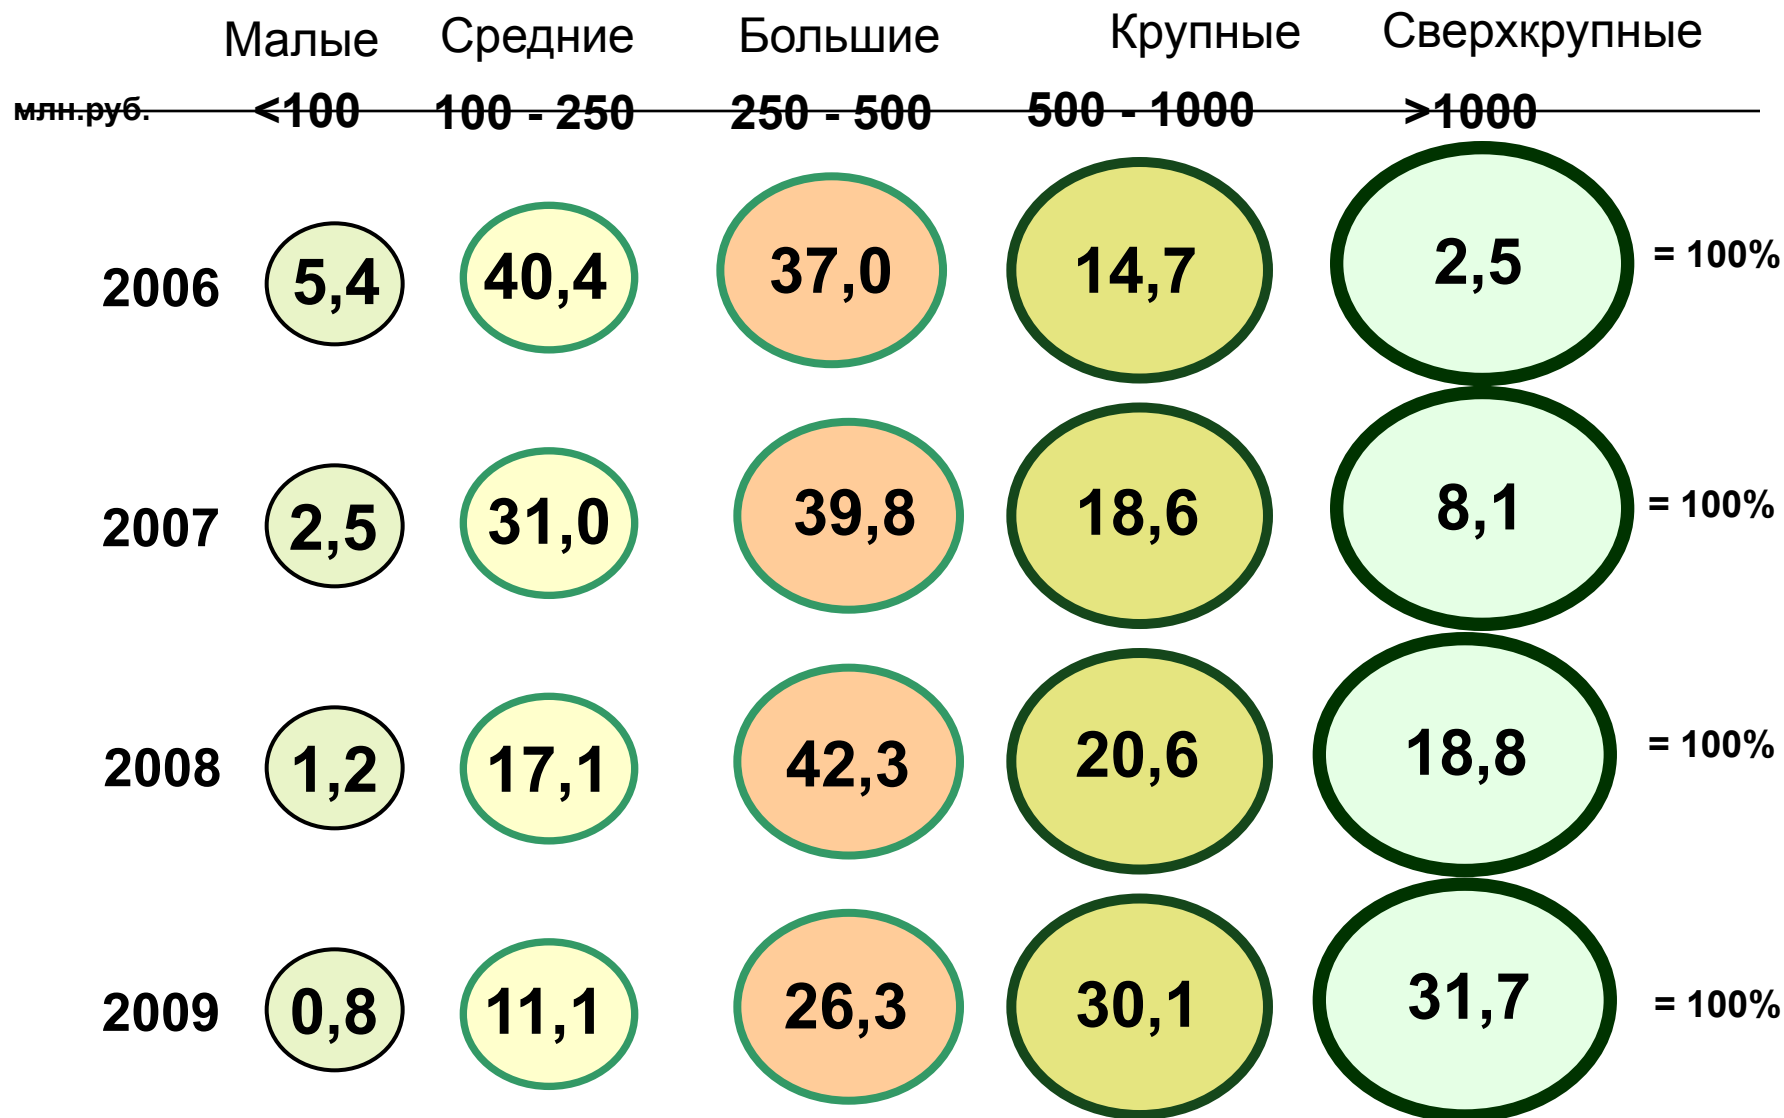 Малые Средние Большие Крупные Сверхкрупные
млн.руб. <100 100 - 250 250 - 500 500 - 1000 >1000
2006 5,4 40,4 37,0 14,7 2,5 = 100%
2007 2,5 31,0 39,8 18,6 8,1 = 100%
2008 1,2 17,1 42,3 20,6 18,8 = 100%
2009 0,8 11,1 26,3 30,1 31,7 = 100%